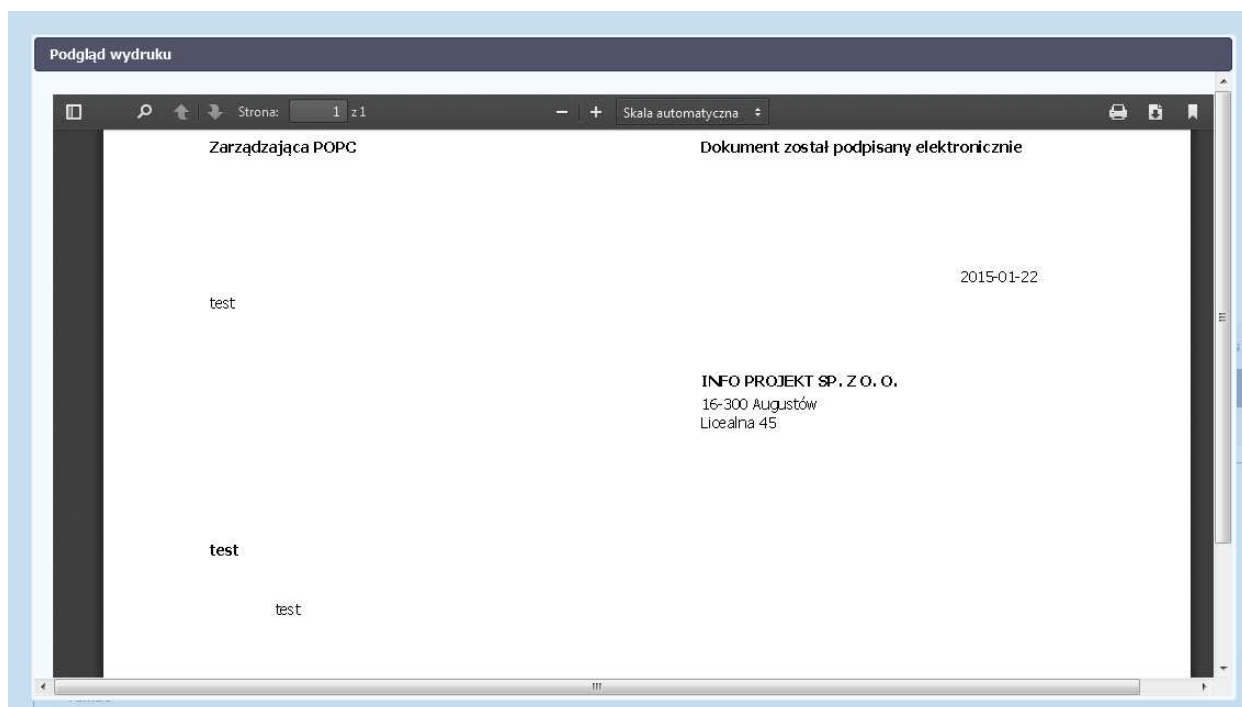 Podgląd wydruku
Strona: 1 z 1 Skala automatyczna
Zarządzająca POPC Dokument został podpisany elektronicznie
2015-01-22
test
INFO PROJEKT SP. Z O. O.
16-300 Augustów
Licealna 45
test
test